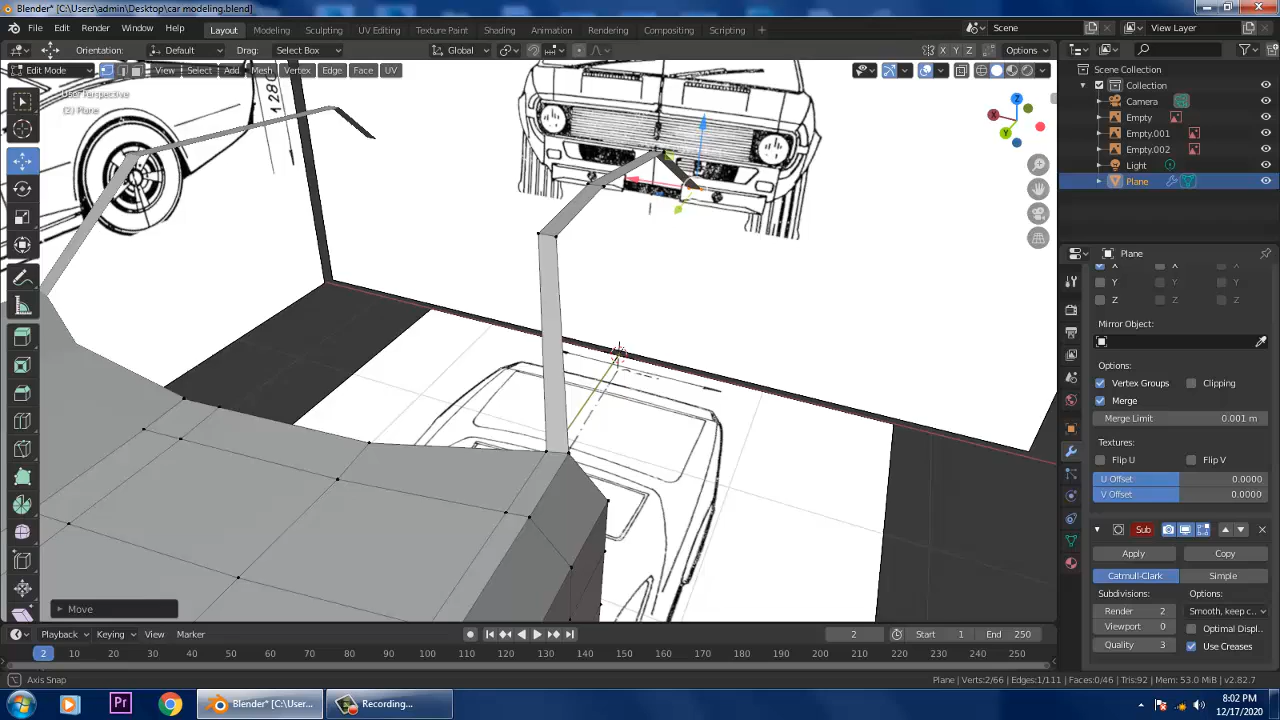 Blender* [C:\Users\admin\Desktop\car modeling.blend]
File Edit Render Window Help Layout Modeling Sculpting UV Editing Texture Paint Shading Animation Rendering Compositing Scripting Scene View Layer
Orientation: Default Drag: Select Box Global X Y Z Options
Edit Mode View Select Add Mesh Vertex Edge Face UV
User Perspective
(2) Plane
128
Z
X
Y
Move
Scene Collection
Collection
Camera
Empty
Empty.001
Empty.002
Light
Plane
Plane
X X X
Y Y Y
Z Z Z
Mirror Object:
Options:
Vertex Groups Clipping
Merge
Merge Limit 0.001 m
Textures:
Flip U Flip V
U Offset 0.0000
V Offset 0.0000
Sub
Apply Copy
Catmull-Clark Simple
Subdivisions: Options:
Render 2 Smooth, keep c..
Viewport 0 Optimal Displ..
Quality 3 Use Creases
Playback Keying View Marker 2 Start 1 End 250
2 10 20 30 40 50 60 70 80 90 100 110 120 130 140 150 160 170 180 190 200 210 220 230 240 250
Axis Snap Plane | Verts:2/66 | Edges:1/111 | Faces:0/46 | Tris:92 | Mem: 53.0 MiB | v2.82.7
Pr Blender* [C:\User... Recording... 8:02 PM
12/17/2020